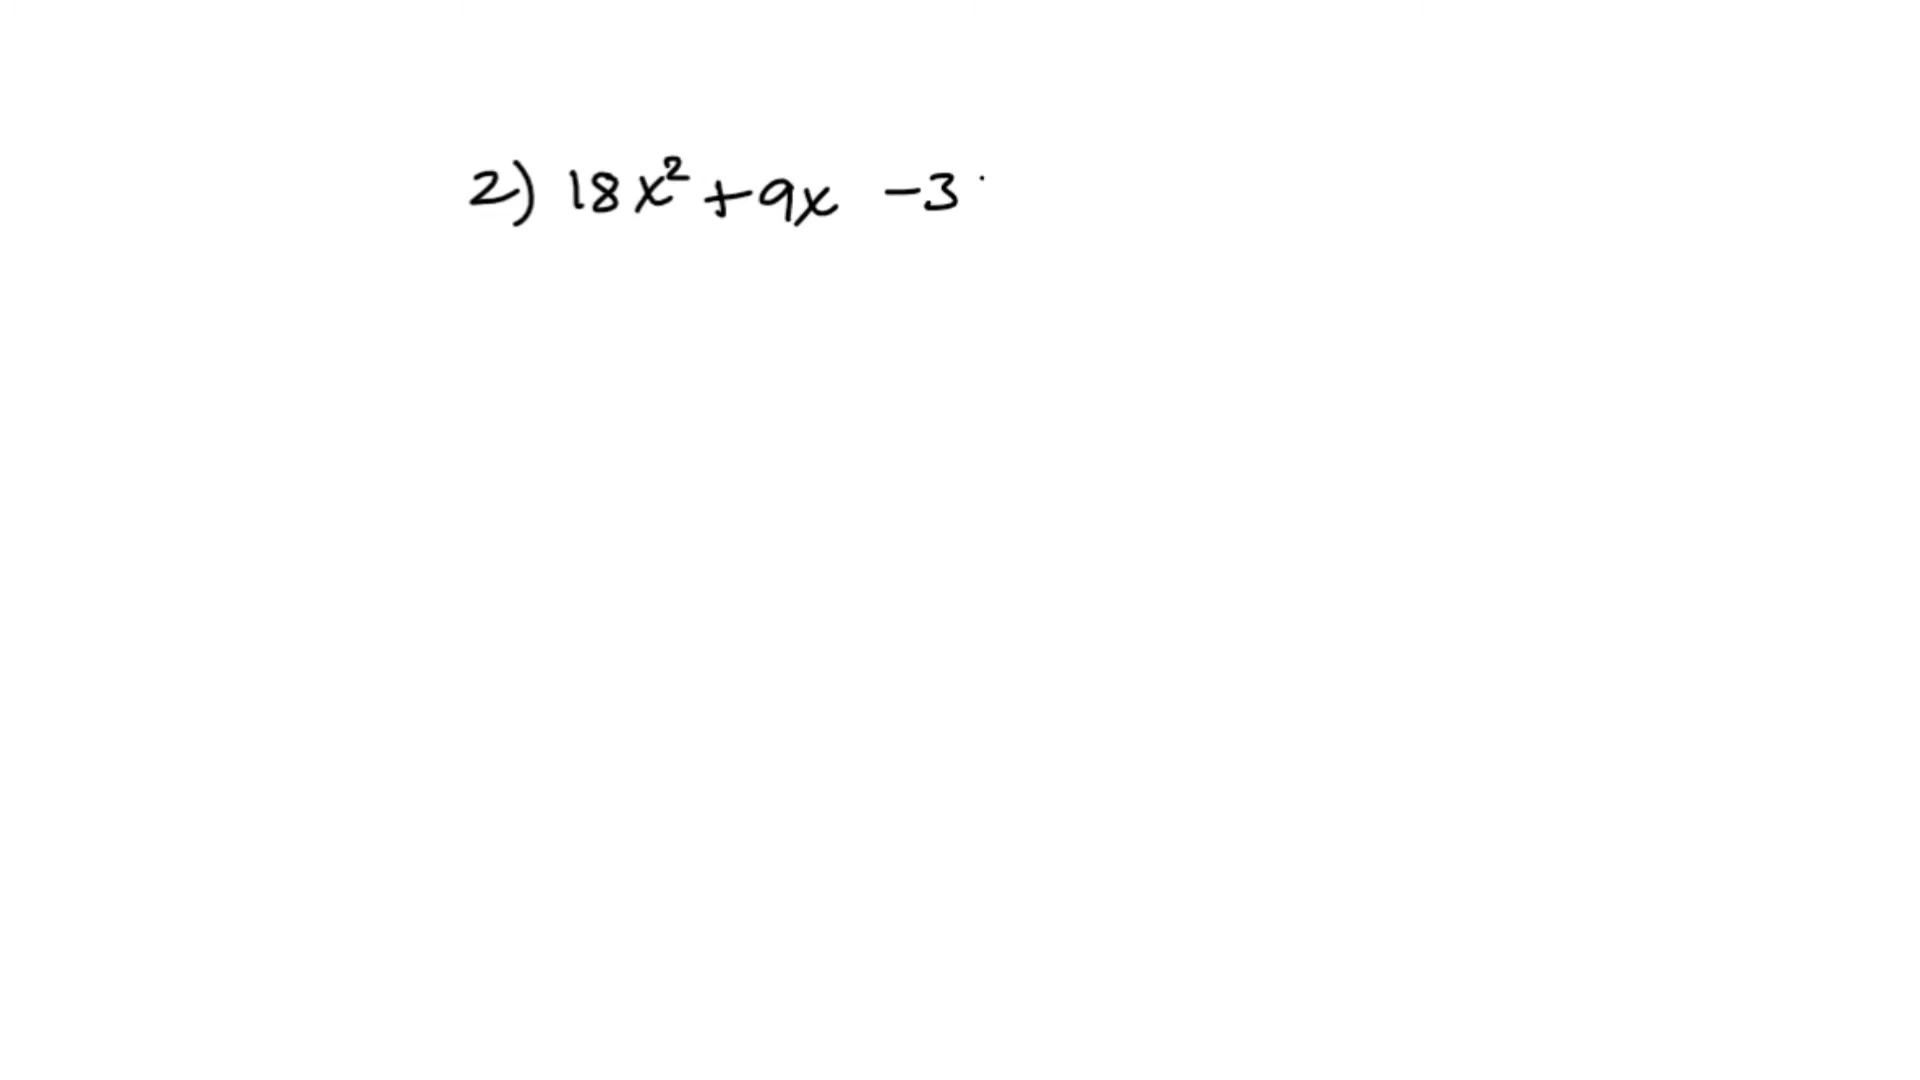 2) 18x² + 9x - 3